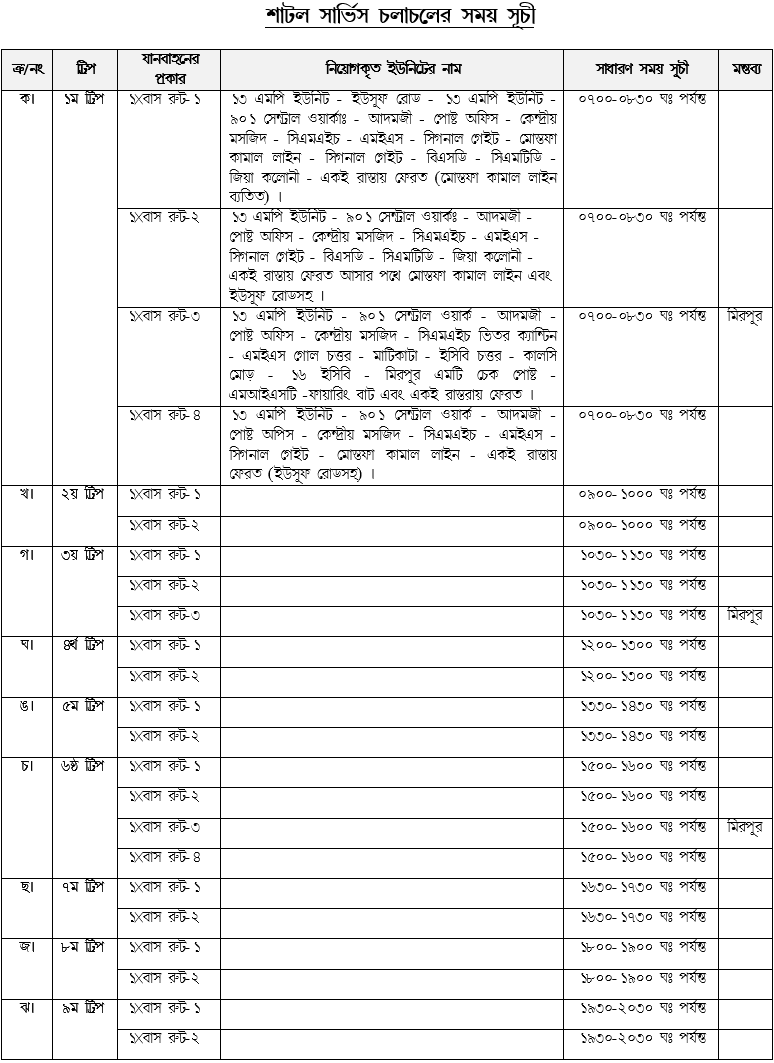 শাটল সার্ভিস চলাচলের সময় সূচী
ক্র/নং ট্রিপ যানবাহনের প্রকার নিয়োগকৃত ইউনিটের নাম সাধারণ সময় সূচী মন্তব্য
ক। ১ম ট্রিপ ১Xবাস রুট-১ ১৩ এমপি ইউনিট - ইউসুফ রোড - ১৩ এমপি ইউনিট - ০৭০০-০৮৩০ ঘঃ পর্যন্ত
৯০১ সেন্ট্রাল ওয়ার্কাঃ - আদমজী - পোষ্ট অফিস - কেন্দ্রীয়
মসজিদ - সিএমএইচ - এমইএস - সিগনাল গেইট - মোস্তফা
কামাল লাইন - সিগনাল গেইট - বিএসডি - সিএমটিডি -
জিয়া কলোনী - একই রাস্তায় ফেরত (মোস্তফা কামাল লাইন
ব্যতিত) ।
১Xবাস রুট-২ ১৩ এমপি ইউনিট - ৯০১ সেন্ট্রাল ওয়ার্কঃ - আদমজী - ০৭০০-০৮৩০ ঘঃ পর্যন্ত
পোষ্ট অফিস - কেন্দ্রীয় মসজিদ - সিএমএইচ - এমইএস -
সিগনাল গেইট - বিএসডি - সিএমটিডি - জিয়া কলোনী -
একই রাস্তায় ফেরত আসার পথে মোস্তফা কামাল লাইন এবং
ইউসুফ রোডসহ ।
১Xবাস রুট-৩ ১৩ এমপি ইউনিট - ৯০১ সেন্ট্রাল ওয়ার্ক - আদমজী - ০৭০০-০৮৩০ ঘঃ পর্যন্ত মিরপুর
পোষ্ট অফিস - কেন্দ্রীয় মসজিদ - সিএমএইচ ভিতর ক্যান্টিন
- এমইএস গোল চত্তর - মাটিকাটা - ইসিবি চত্তর - কালসি
মোড় - ১৬ ইসিবি - মিরপুর এমটি চেক পোষ্ট -
এমআইএসটি -ফায়ারিং বাট এবং একই রাস্তরায় ফেরত ।
১Xবাস রুট-৪ ১৩ এমপি ইউনিট - ৯০১ সেন্ট্রাল ওয়ার্ক - আদমজী - ০৭০০-০৮৩০ ঘঃ পর্যন্ত
পোষ্ট অপিস - কেন্দ্রীয় মসজিদ - সিএমএইচ - এমইএস -
সিগনাল গেইট - মোস্তফা কামাল লাইন - একই রাস্তায়
ফেরত (ইউসুফ রোডসহ) ।
খ। ২য় ট্রিপ ১Xবাস রুট-১ ০৯০০-১০০০ ঘঃ পর্যন্ত
১Xবাস রুট-২ ০৯০০-১০০০ ঘঃ পর্যন্ত
গ। ৩য় ট্রিপ ১Xবাস রুট-১ ১০৩০-১১৩০ ঘঃ পর্যন্ত
১Xবাস রুট-২ ১০৩০-১১৩০ ঘঃ পর্যন্ত
১Xবাস রুট-৩ ১০৩০-১১৩০ ঘঃ পর্যন্ত মিরপুর
ঘ। ৪র্থ ট্রিপ ১Xবাস রুট-১ ১২০০-১৩০০ ঘঃ পর্যন্ত
১Xবাস রুট-২ ১২০০-১৩০০ ঘঃ পর্যন্ত
ঙ। ৫ম ট্রিপ ১Xবাস রুট-১ ১৩৩০-১৪৩০ ঘঃ পর্যন্ত
১Xবাস রুট-২ ১৩৩০-১৪৩০ ঘঃ পর্যন্ত
চ। ৬ষ্ঠ ট্রিপ ১Xবাস রুট-১ ১৫০০-১৬০০ ঘঃ পর্যন্ত
১Xবাস রুট-২ ১৫০০-১৬০০ ঘঃ পর্যন্ত
১Xবাস রুট-৩ ১৫০০-১৬০০ ঘঃ পর্যন্ত মিরপুর
১Xবাস রুট-৪ ১৫০০-১৬০০ ঘঃ পর্যন্ত
ছ। ৭ম ট্রিপ ১Xবাস রুট-১ ১৬৩০-১৭৩০ ঘঃ পর্যন্ত
১Xবাস রুট-২ ১৬৩০-১৭৩০ ঘঃ পর্যন্ত
জ। ৮ম ট্রিপ ১Xবাস রুট-১ ১৮০০-১৯০০ ঘঃ পর্যন্ত
১Xবাস রুট-২ ১৮০০-১৯০০ ঘঃ পর্যন্ত
ঝ। ৯ম ট্রিপ ১Xবাস রুট-১ ১৯৩০-২০৩০ ঘঃ পর্যন্ত
১Xবাস রুট-২ ১৯৩০-২০৩০ ঘঃ পর্যন্ত